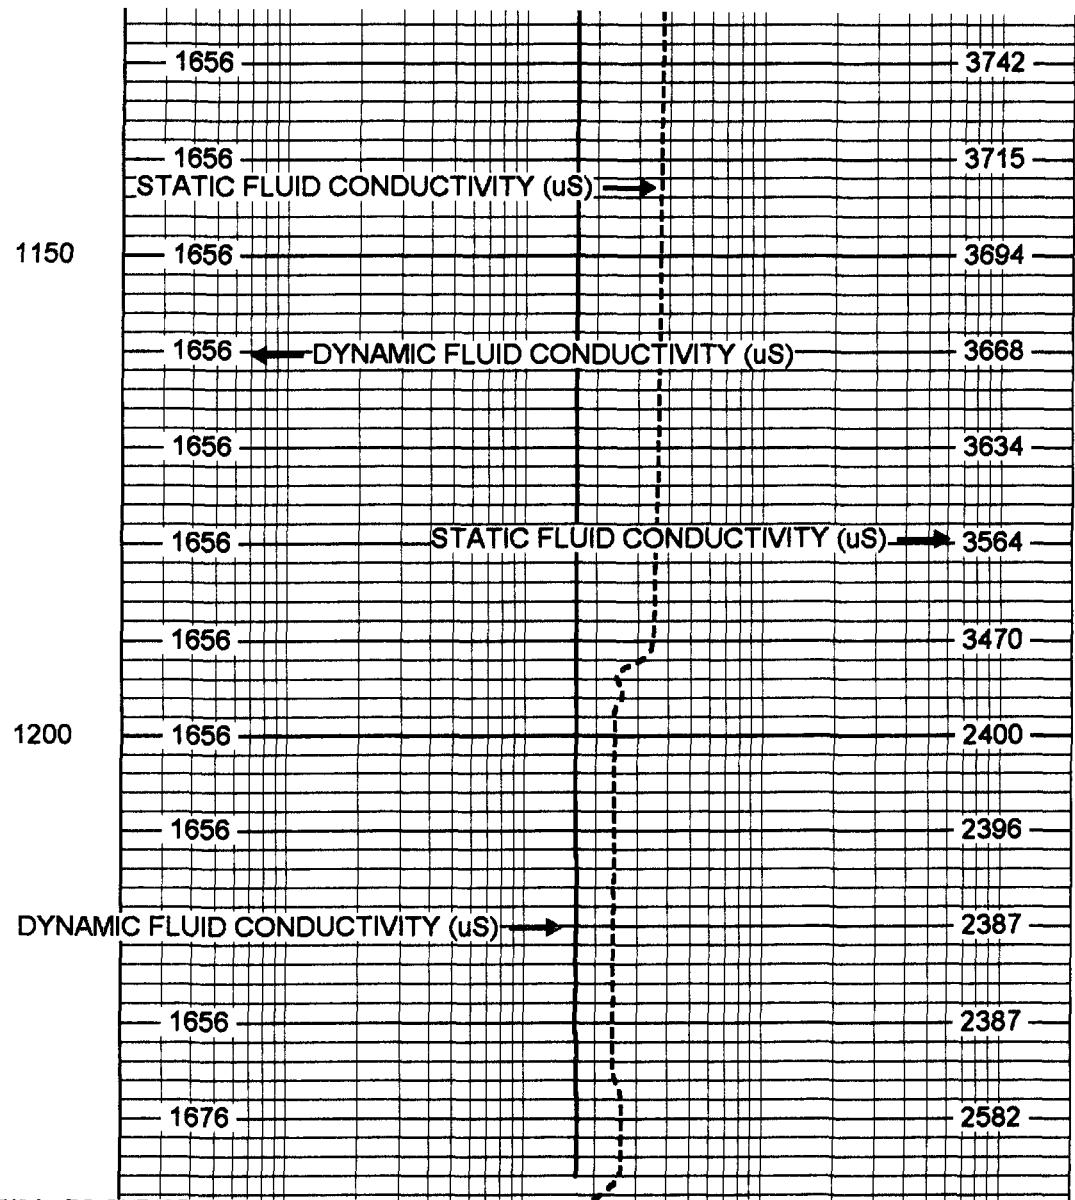 1656 3742
1656 3715
STATIC FLUID CONDUCTIVITY (uS)
1150 1656 3694
1656 DYNAMIC FLUID CONDUCTIVITY (uS) 3668
1656 3634
1656 STATIC FLUID CONDUCTIVITY (uS) 3564
1656 3470
1200 1656 2400
1656 2396
DYNAMIC FLUID CONDUCTIVITY (uS) 2387
1656 2387
1676 2582